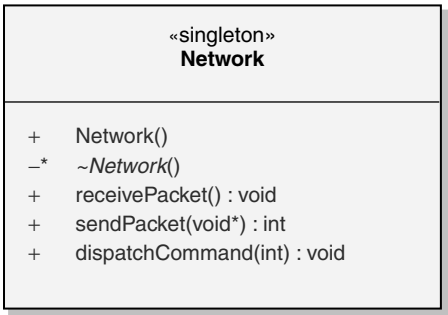 «singleton»
Network
+ Network()
–* ~Network()
+ receivePacket() : void
+ sendPacket(void*) : int
+ dispatchCommand(int) : void